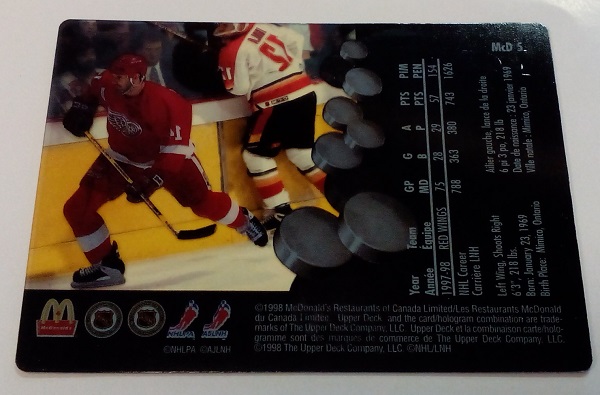 McD 5
Year Team GP G A PTS PIM
Année Équipe MD B P PTS PEN
1997-98 RED WINGS 75 28 29 57 154
NHL Career
Carrière LNH 788 363 380 743 1626
Left Wing, Shoots Right
6'3", 218 lbs.
Born: January 23, 1969
Birth Place: Mimico, Ontario
Ailier gauche, lance de la droite
6 pi 3 po, 218 lb
Date de naissance : 23 janvier 1969
Ville natale : Mimico, Ontario
McDonald's
©NHLPA ©AJLNH
©1998 McDonald's Restaurants of Canada Limited/Les Restaurants McDonald
du Canada Limitée. Upper Deck and the card/hologram combination are trade-
marks of The Upper Deck Company, LLC. Upper Deck et la combinaison carte/holo-
gramme sont des marques de commerce de The Upper Deck Company, LLC.
©1998 The Upper Deck Company, LLC. ©NHL/LNH